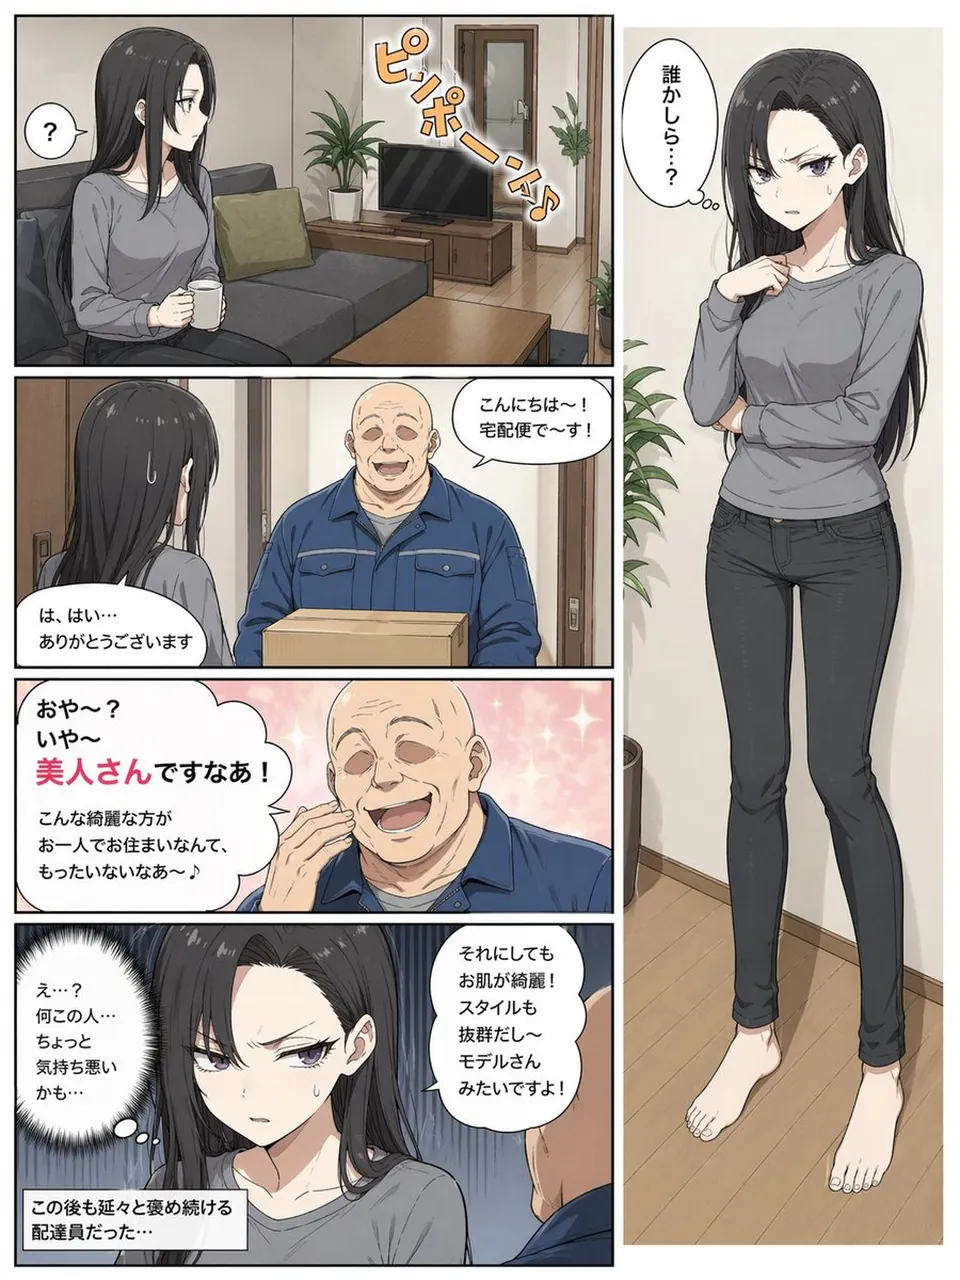 ?
ピンポーン♪
誰かしら…?
こんにちは〜!
宅配便で〜す!
は、はい…
ありがとうございます
おや〜?
いや〜
美人さんですなあ!
こんな綺麗な方が
お一人でお住まいなんて、
もったいないなあ〜♪
それにしても
お肌が綺麗!
スタイルも
抜群だし〜
モデルさん
みたいですよ!
え…?
何この人…
ちょっと
気持ち悪い
かも…
この後も延々と褒め続ける
配達員だった…